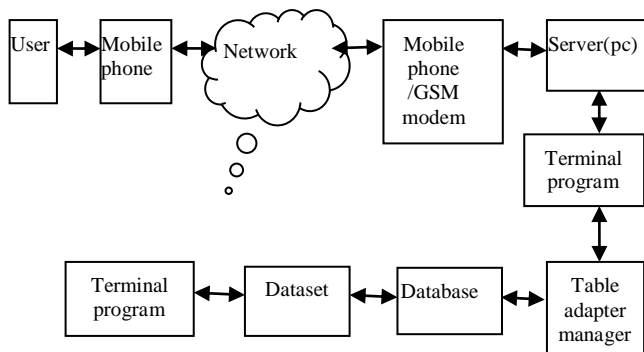 User
Mobile
phone
Network
Mobile
phone
/GSM
modem
Server(pc)
Terminal
program
Terminal
program
Dataset
Database
Table
adapter
manager